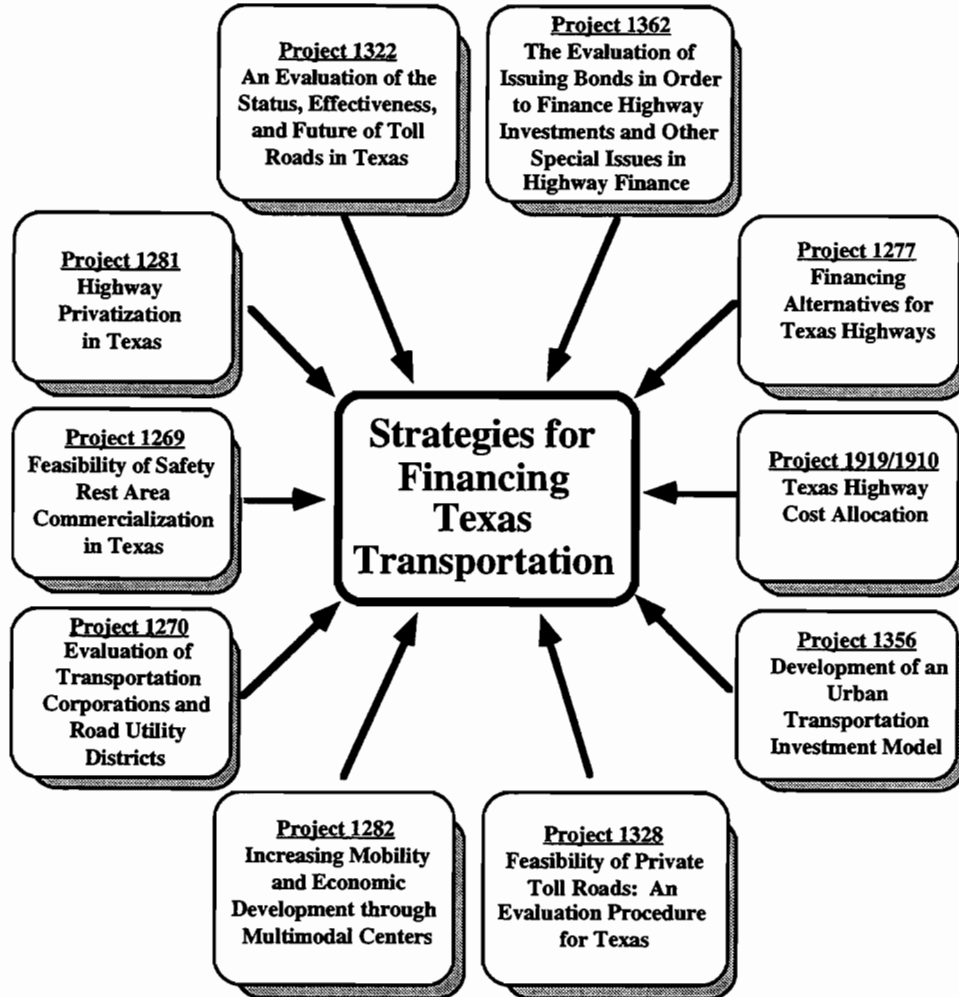 Project 1322
An Evaluation of the
Status, Effectiveness,
and Future of Toll
Roads in Texas
Project 1362
The Evaluation of
Issuing Bonds in Order
to Finance Highway
Investments and Other
Special Issues in
Highway Finance
Project 1281
Highway
Privatization
in Texas
Project 1277
Financing
Alternatives for
Texas Highways
Project 1269
Feasibility of Safety
Rest Area
Commercialization
in Texas
Strategies for
Financing
Texas
Transportation
Project 1919/1910
Texas Highway
Cost Allocation
Project 1270
Evaluation of
Transportation
Corporations and
Road Utility
Districts
Project 1356
Development of an
Urban
Transportation
Investment Model
Project 1282
Increasing Mobility
and Economic
Development through
Multimodal Centers
Project 1328
Feasibility of Private
Toll Roads: An
Evaluation Procedure
for Texas